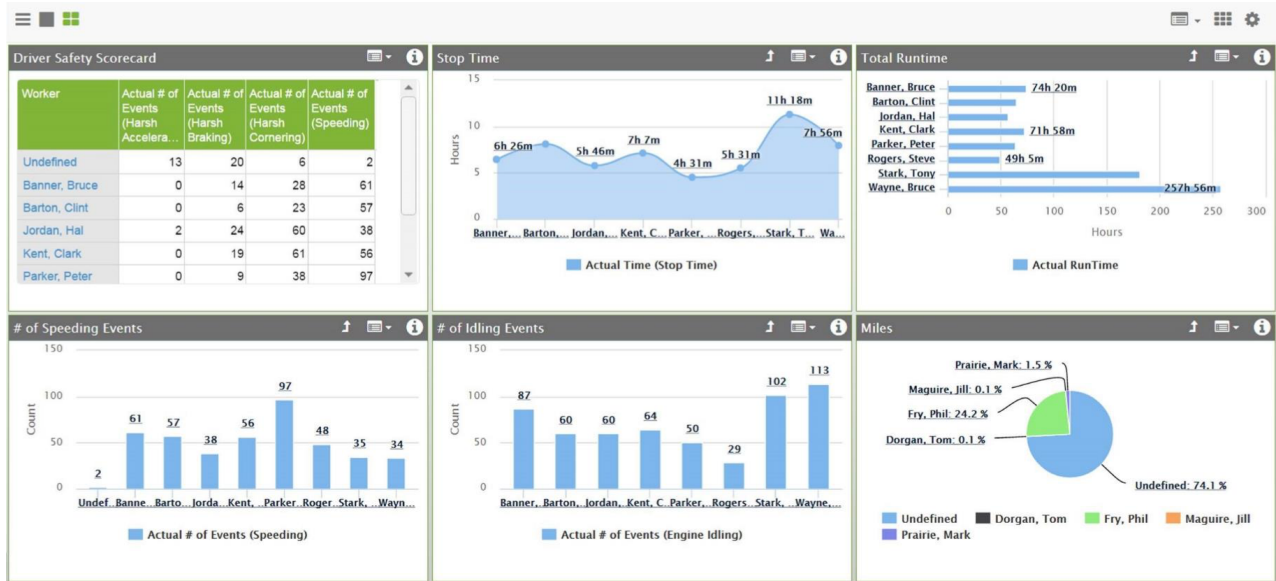 Driver Safety Scorecard
Worker
Actual # of Events (Harsh Accelera...
Actual # of Events (Harsh Braking)
Actual # of Events (Harsh Cornering)
Actual # of Events (Speeding)
Undefined 13 20 6 2
Banner, Bruce 0 14 28 61
Barton, Clint 0 6 23 57
Jordan, Hal 2 24 60 38
Kent, Clark 0 19 61 56
Parker, Peter 0 9 38 97
Stop Time
15
10
5
0
Hours
6h 26m
5h 46m
7h 7m
4h 31m
5h 31m
11h 18m
7h 56m
Banner,... Barton,... Jordan,... Kent, C... Parker, ... Rogers,... Stark, T... Wa...
Actual Time (Stop Time)
Total Runtime
Banner, Bruce 74h 20m
Barton, Clint
Jordan, Hal
Kent, Clark 71h 58m
Parker, Peter
Rogers, Steve 49h 5m
Stark, Tony
Wayne, Bruce 257h 56m
0 50 100 150 200 250 300
Hours
Actual RunTime
# of Speeding Events
150
100
50
0
Count
2
61
57
38
56
97
48
35
34
Undef... Banne... Barto... Jorda... Kent, ... Parker... Roger... Stark, ... Wayn...
Actual # of Events (Speeding)
# of Idling Events
150
100
50
0
Count
87
60
60
64
50
29
102
113
Banner,... Barton,... Jordan,... Kent, C... Parker,... Rogers... Stark,... Wayne,...
Actual # of Events (Engine Idling)
Miles
Prairie, Mark: 1.5 %
Maguire, Jill: 0.1 %
Fry, Phil: 24.2 %
Dorgan, Tom: 0.1 %
Undefined: 74.1 %
Undefined Dorgan, Tom Fry, Phil Maguire, Jill
Prairie, Mark